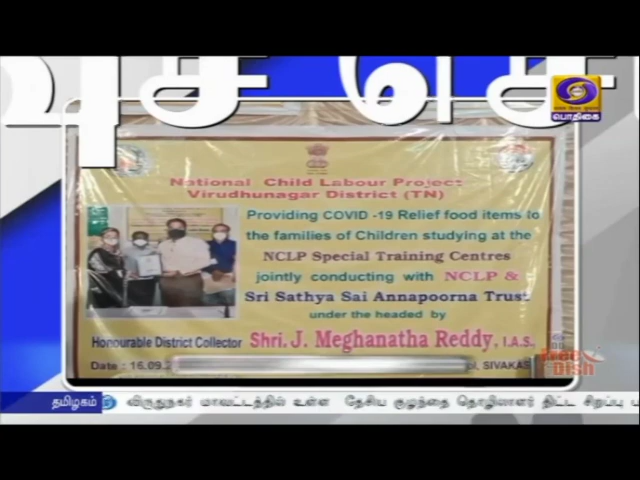 பொதிகை
National Child Labour Project
Virudhunagar District (TN)
Providing COVID -19 Relief food items to
the families of Children studying at the
NCLP Special Training Centres
jointly conducting with NCLP &
Sri Sathya Sai Annapoorna Trust
under the headed by
Honourable District Collector Shri. J. Meghanatha Reddy, I.A.S.,
Date : 16.09. SIVAKAS
DD
Free
Dish
தமிழகம் விருதுநகர் மாவட்டத்தில் உள்ள தேசிய குழந்தை தொழிலாளர் திட்ட சிறப்பு ப